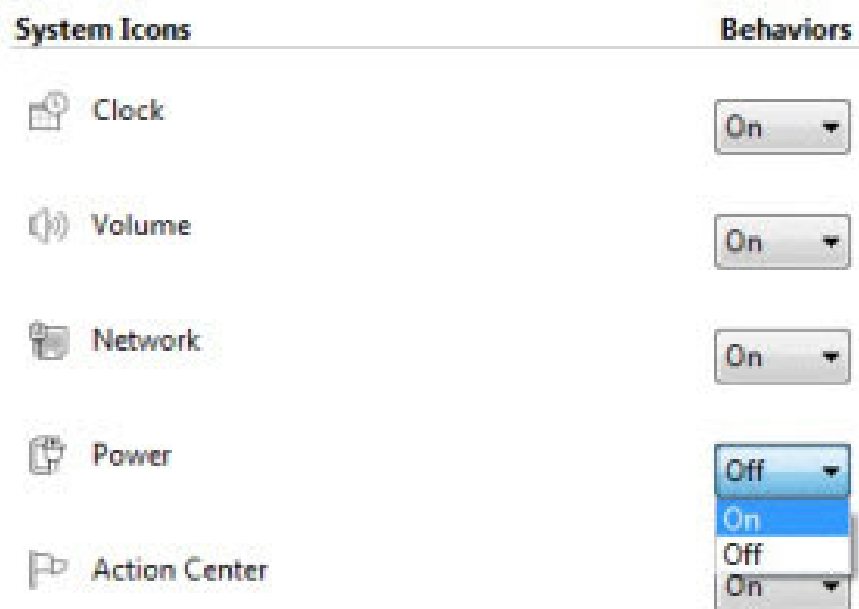 System Icons Behaviors
Clock On
Volume On
Network On
Power Off
On
Off
Action Center On